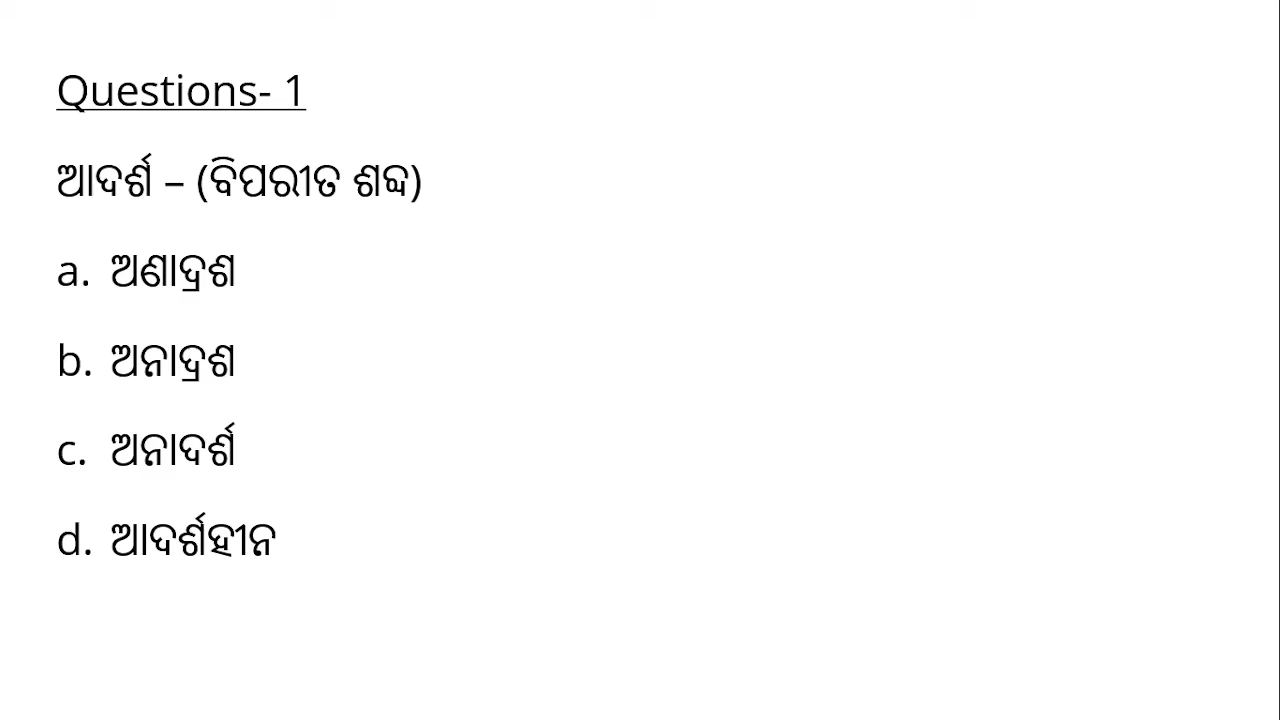 Questions- 1
ଆଦର୍ଶ – (ବିପରୀତ ଶବ୍ଦ)
a. ଅଣାଦ୍ରଶ
b. ଅନାଦ୍ରଶ
c. ଅନାଦର୍ଶ
d. ଆଦର୍ଶହୀନ